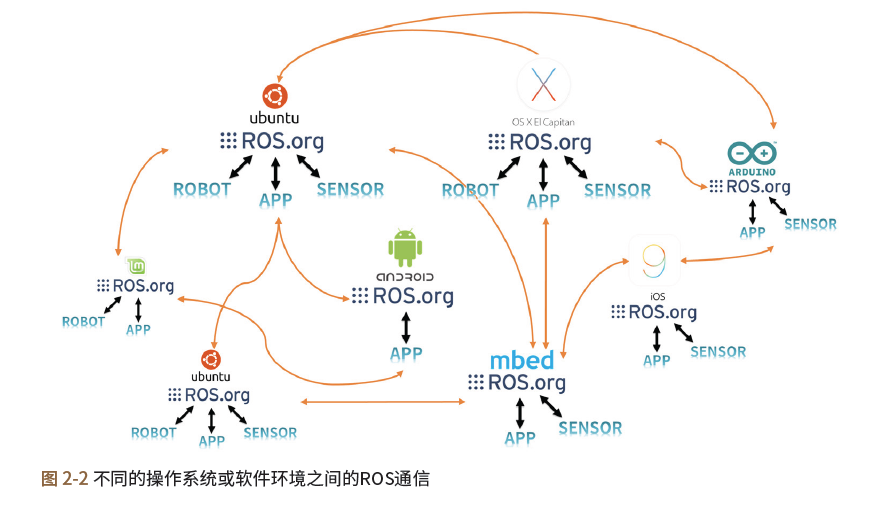 ubuntu
ROS.org
ROBOT
APP
SENSOR
OS X El Capitan
ROS.org
ROBOT
APP
SENSOR
ARDUINO
ROS.org
APP
SENSOR
ROS.org
ROBOT
APP
ANDROID
ROS.org
APP
9
iOS
ROS.org
APP
SENSOR
ubuntu
ROS.org
ROBOT
APP
SENSOR
mbed
ROS.org
APP
SENSOR
图 2-2 不同的操作系统或软件环境之间的ROS通信